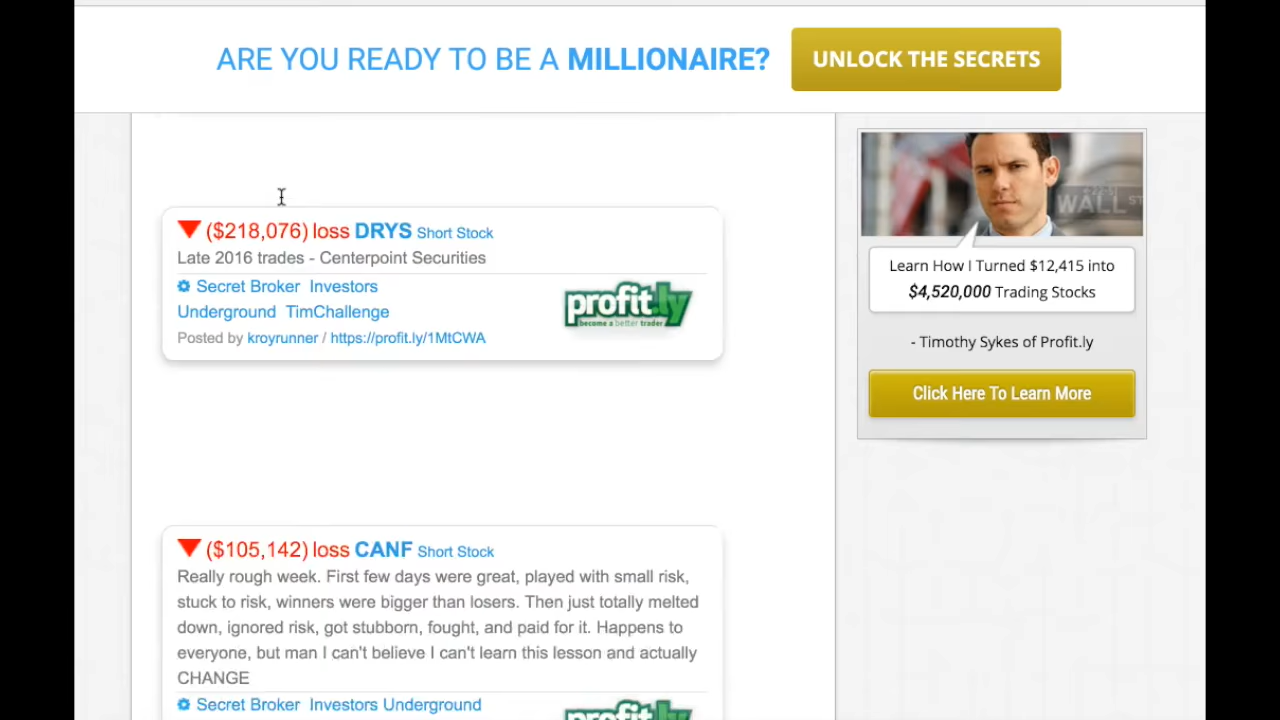 ARE YOU READY TO BE A MILLIONAIRE?
UNLOCK THE SECRETS
($218,076) loss DRYS Short Stock
Late 2016 trades - Centerpoint Securities
Secret Broker Investors
Underground TimChallenge
Posted by kroyrunner / https://profit.ly/1MtCWA
profit.ly
become a better trader
($105,142) loss CANF Short Stock
Really rough week. First few days were great, played with small risk,
stuck to risk, winners were bigger than losers. Then just totally melted
down, ignored risk, got stubborn, fought, and paid for it. Happens to
everyone, but man I can't believe I can't learn this lesson and actually
CHANGE
Secret Broker Investors Underground
profit.ly
WALL ST
Learn How I Turned $12,415 into
$4,520,000 Trading Stocks
- Timothy Sykes of Profit.ly
Click Here To Learn More